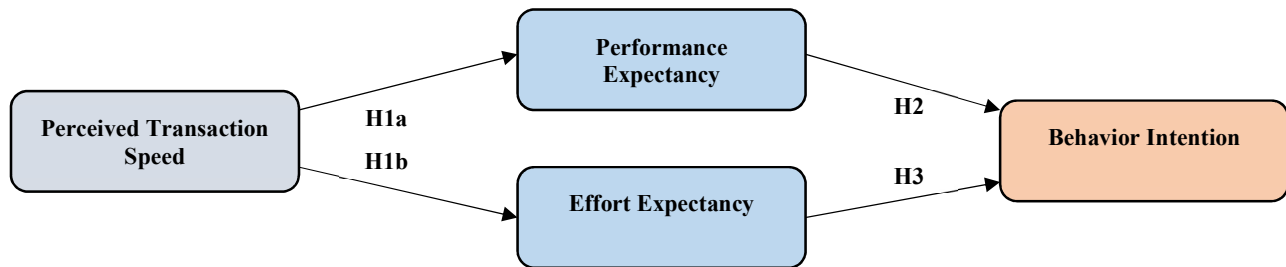 Performance
Expectancy
H1a
H2
Perceived Transaction
Speed
Behavior Intention
H1b
H3
Effort Expectancy